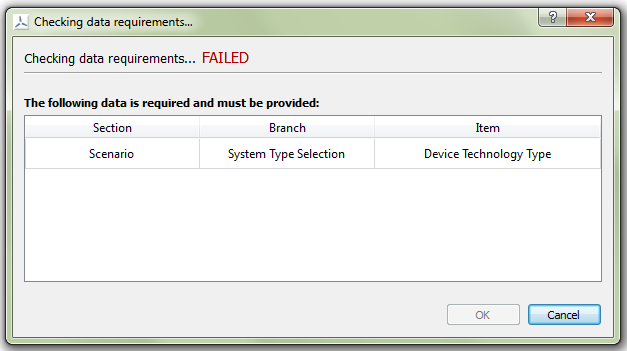 Checking data requirements...
?
Checking data requirements... FAILED
The following data is required and must be provided:
Section Branch Item
Scenario System Type Selection Device Technology Type
OK Cancel